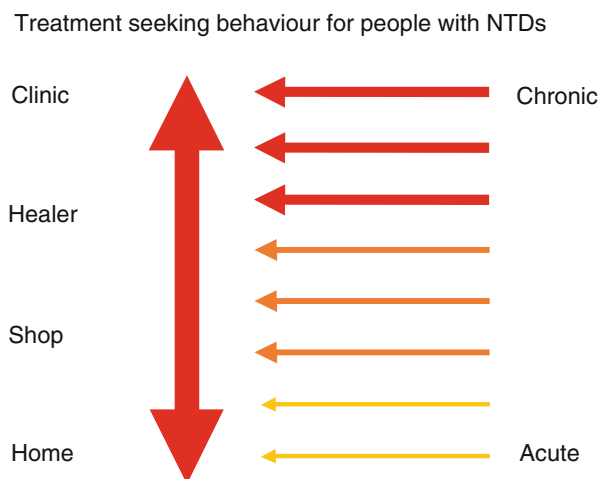 Treatment seeking behaviour for people with NTDs
Clinic
Chronic
Healer
Shop
Home
Acute